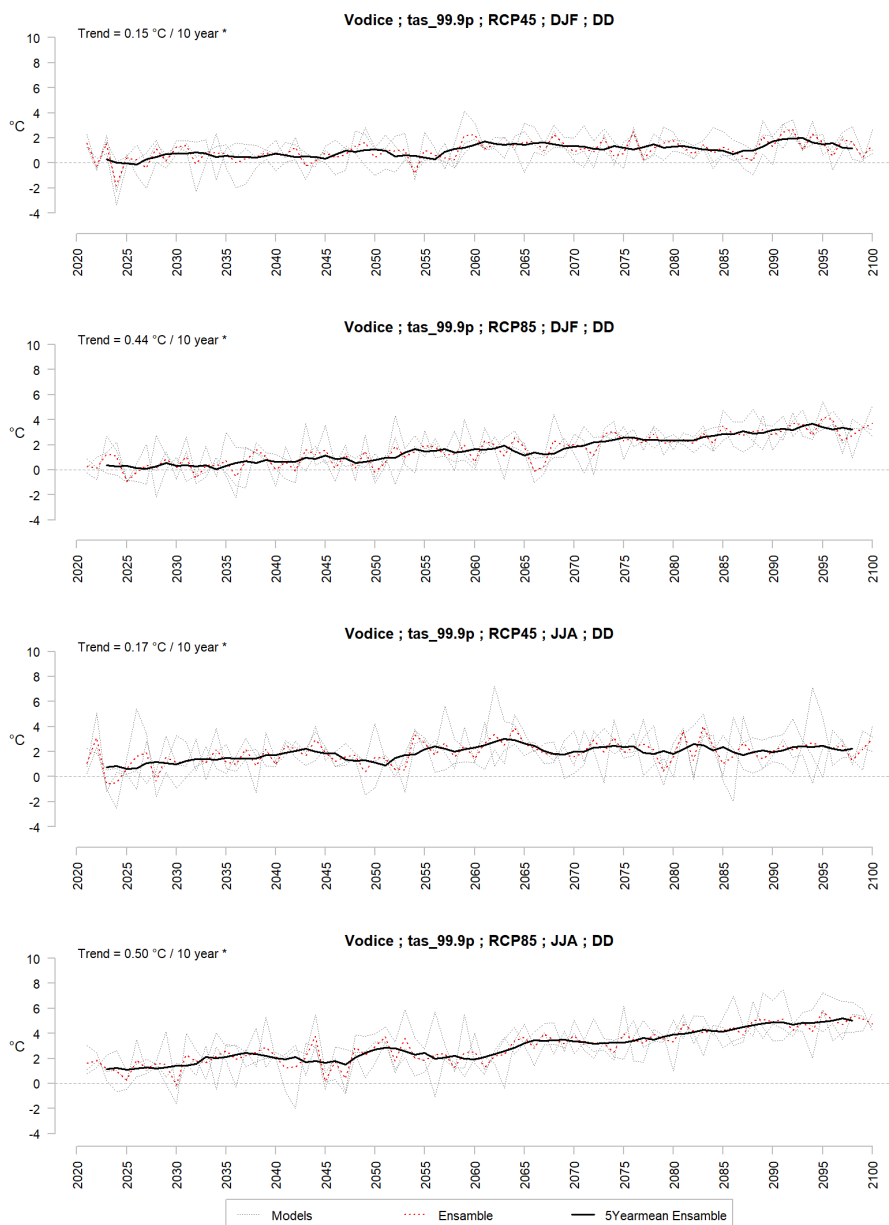 Vodice ; tas_99.9p ; RCP45 ; DJF ; DD
Trend = 0.15 °C / 10 year *
10
8
6
4
2
0
-2
-4
°C
2020 2025 2030 2035 2040 2045 2050 2055 2060 2065 2070 2075 2080 2085 2090 2095 2100
Vodice ; tas_99.9p ; RCP85 ; DJF ; DD
Trend = 0.44 °C / 10 year *
10
8
6
4
2
0
-2
-4
°C
2020 2025 2030 2035 2040 2045 2050 2055 2060 2065 2070 2075 2080 2085 2090 2095 2100
Vodice ; tas_99.9p ; RCP45 ; JJA ; DD
Trend = 0.17 °C / 10 year *
10
8
6
4
2
0
-2
-4
°C
2020 2025 2030 2035 2040 2045 2050 2055 2060 2065 2070 2075 2080 2085 2090 2095 2100
Vodice ; tas_99.9p ; RCP85 ; JJA ; DD
Trend = 0.50 °C / 10 year *
10
8
6
4
2
0
-2
-4
°C
2020 2025 2030 2035 2040 2045 2050 2055 2060 2065 2070 2075 2080 2085 2090 2095 2100
Models Ensamble 5Yearmean Ensamble